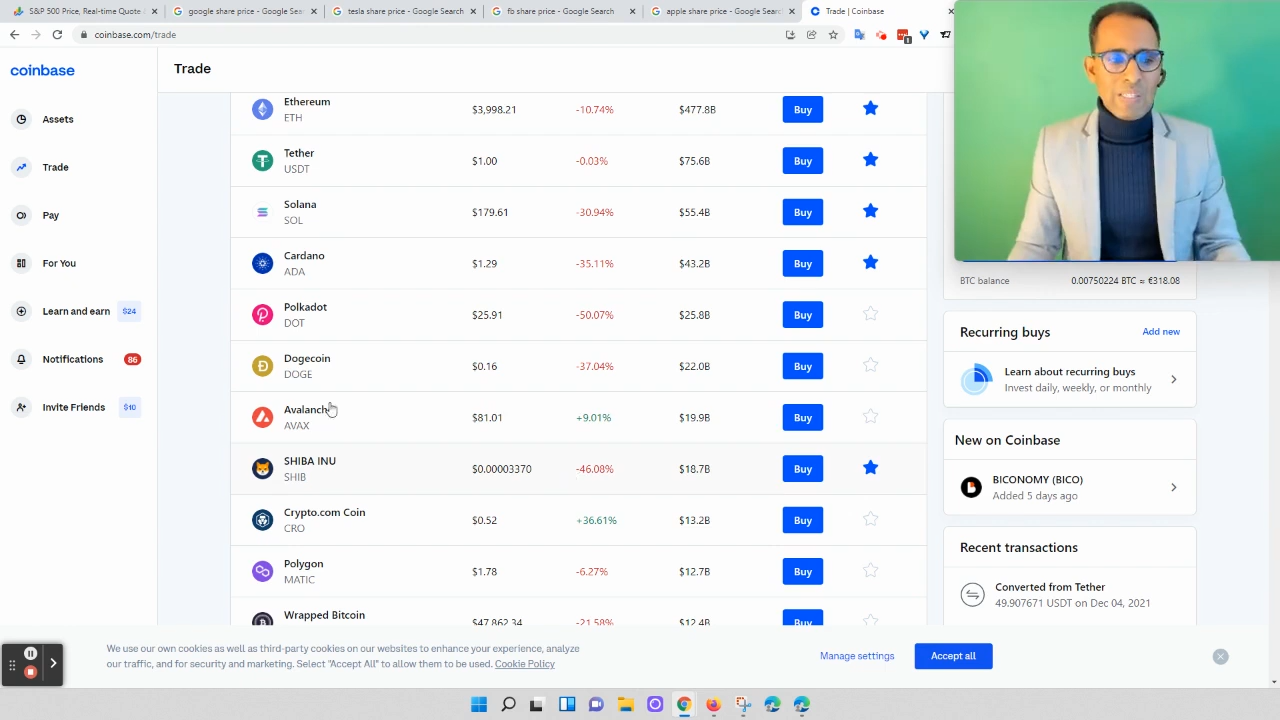 S&P 500 Price, Real-time Quote
google share price - Google Sea
tesla share price - Google Search
fb share price - Google Search
apple share price - Google Searc
Trade | Coinbase
coinbase.com/trade
coinbase
Trade
Assets
Trade
Pay
For You
Learn and earn $24
Notifications 86
Invite Friends $10
Ethereum
ETH
$3,998.21 -10.74% $477.8B Buy
Tether
USDT
$1.00 -0.03% $75.6B Buy
Solana
SOL
$179.61 -30.94% $55.4B Buy
Cardano
ADA
$1.29 -35.11% $43.2B Buy
Polkadot
DOT
$25.91 -50.07% $25.8B Buy
Dogecoin
DOGE
$0.16 -37.04% $22.0B Buy
Avalanche
AVAX
$81.01 +9.01% $19.9B Buy
SHIBA INU
SHIB
$0.00003370 -46.08% $18.7B Buy
Crypto.com Coin
CRO
$0.52 +36.61% $13.2B Buy
Polygon
MATIC
$1.78 -6.27% $12.7B Buy
Wrapped Bitcoin
$47,862.34 -21.58% $12.4B Buy
BTC balance 0.00750224 BTC ≈ €318.08
Recurring buys Add new
Learn about recurring buys
Invest daily, weekly, or monthly
New on Coinbase
BICONOMY (BICO)
Added 5 days ago
Recent transactions
Converted from Tether
49.907671 USDT on Dec 04, 2021
We use our own cookies as well as third-party cookies on our websites to enhance your experience, analyze
our traffic, and for security and marketing. Select "Accept All" to allow them to be used. Cookie Policy
Manage settings
Accept all